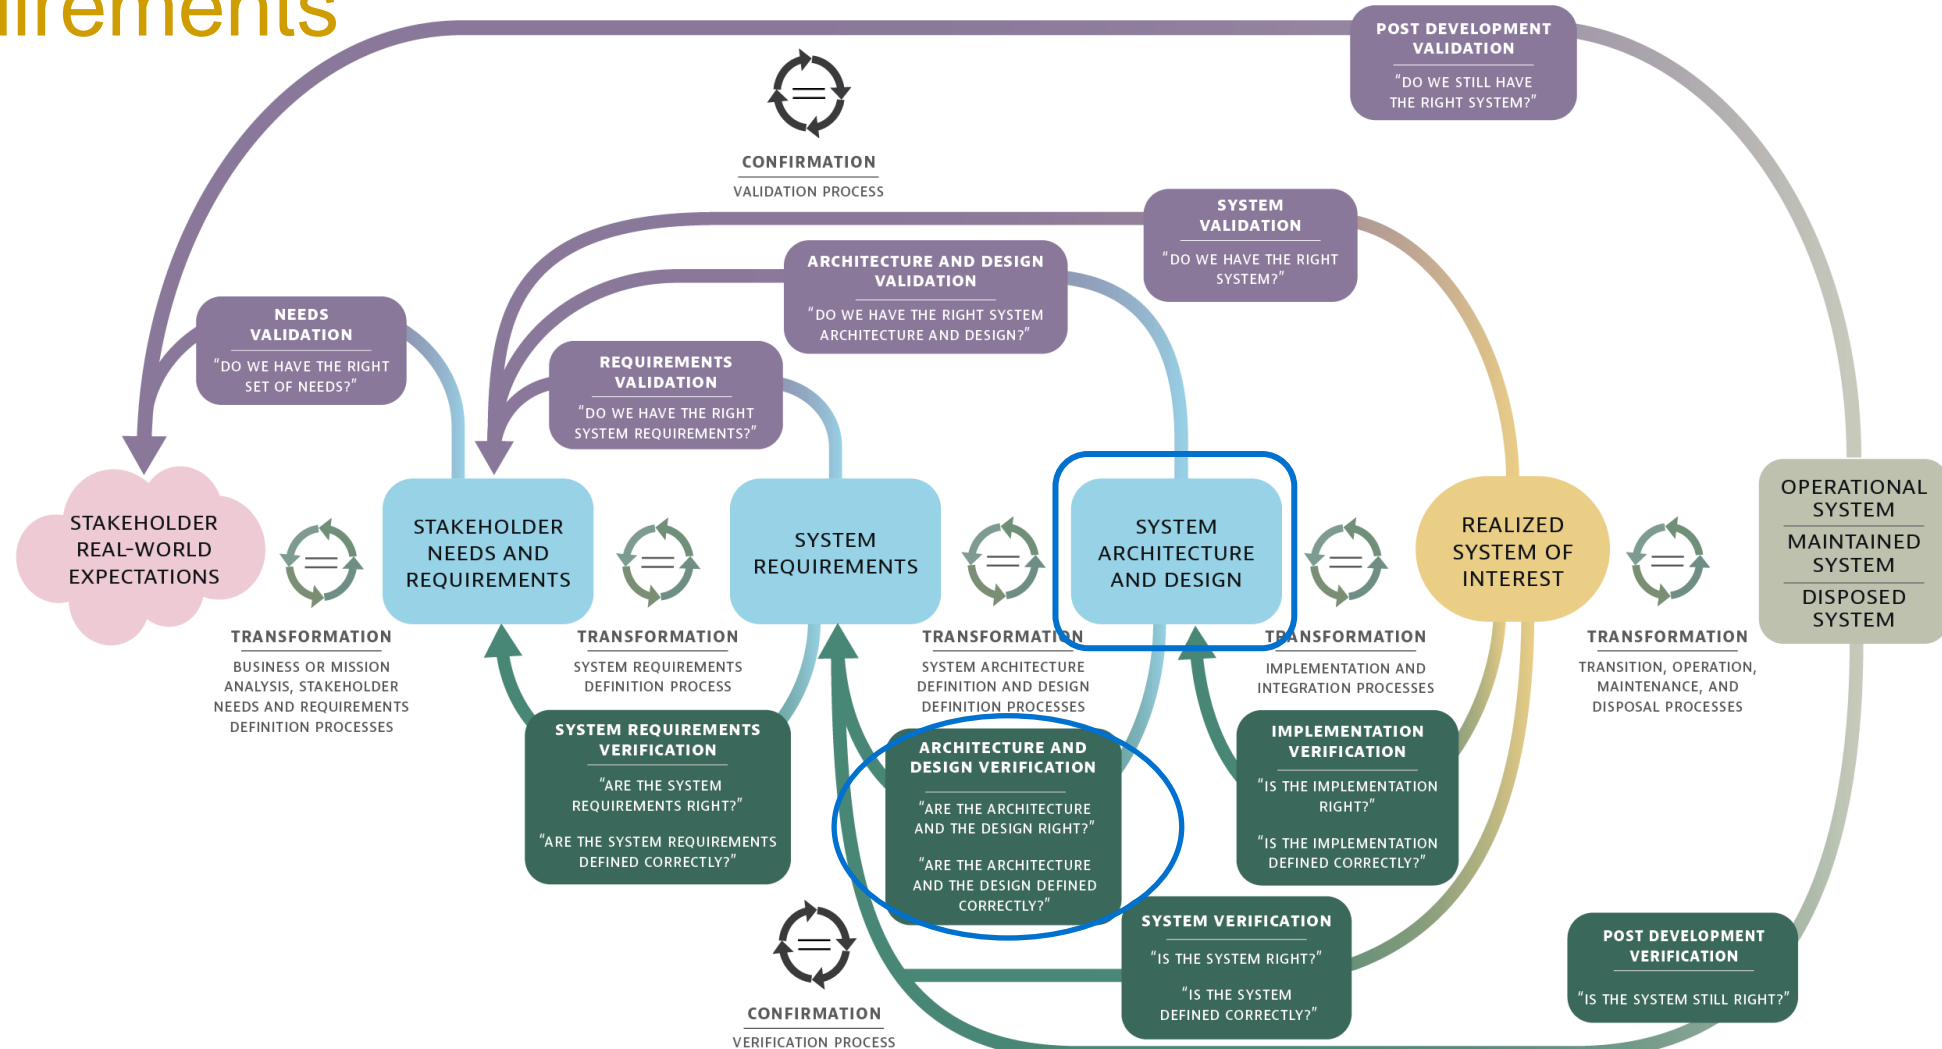 irements
POST DEVELOPMENT
VALIDATION
"DO WE STILL HAVE
THE RIGHT SYSTEM?"
CONFIRMATION
VALIDATION PROCESS
SYSTEM
VALIDATION
"DO WE HAVE THE RIGHT
SYSTEM?"
ARCHITECTURE AND DESIGN
VALIDATION
"DO WE HAVE THE RIGHT SYSTEM
ARCHITECTURE AND DESIGN?"
NEEDS
VALIDATION
"DO WE HAVE THE RIGHT
SET OF NEEDS?"
REQUIREMENTS
VALIDATION
"DO WE HAVE THE RIGHT
SYSTEM REQUIREMENTS?"
STAKEHOLDER
REAL-WORLD
EXPECTATIONS
STAKEHOLDER
NEEDS AND
REQUIREMENTS
SYSTEM
REQUIREMENTS
SYSTEM
ARCHITECTURE
AND DESIGN
REALIZED
SYSTEM OF
INTEREST
OPERATIONAL
SYSTEM
MAINTAINED
SYSTEM
DISPOSED
SYSTEM
TRANSFORMATION
BUSINESS OR MISSION
ANALYSIS, STAKEHOLDER
NEEDS AND REQUIREMENTS
DEFINITION PROCESSES
TRANSFORMATION
SYSTEM REQUIREMENTS
DEFINITION PROCESS
TRANSFORMATION
SYSTEM ARCHITECTURE
DEFINITION AND DESIGN
DEFINITION PROCESSES
TRANSFORMATION
IMPLEMENTATION AND
INTEGRATION PROCESSES
TRANSFORMATION
TRANSITION, OPERATION,
MAINTENANCE, AND
DISPOSAL PROCESSES
SYSTEM REQUIREMENTS
VERIFICATION
"ARE THE SYSTEM
REQUIREMENTS RIGHT?"
"ARE THE SYSTEM REQUIREMENTS
DEFINED CORRECTLY?"
ARCHITECTURE AND
DESIGN VERIFICATION
"ARE THE ARCHITECTURE
AND THE DESIGN RIGHT?"
"ARE THE ARCHITECTURE
AND THE DESIGN DEFINED
CORRECTLY?"
IMPLEMENTATION
VERIFICATION
"IS THE IMPLEMENTATION
RIGHT?"
"IS THE IMPLEMENTATION
DEFINED CORRECTLY?"
SYSTEM VERIFICATION
"IS THE SYSTEM RIGHT?"
"IS THE SYSTEM
DEFINED CORRECTLY?"
POST DEVELOPMENT
VERIFICATION
"IS THE SYSTEM STILL RIGHT?"
CONFIRMATION
VERIFICATION PROCESS